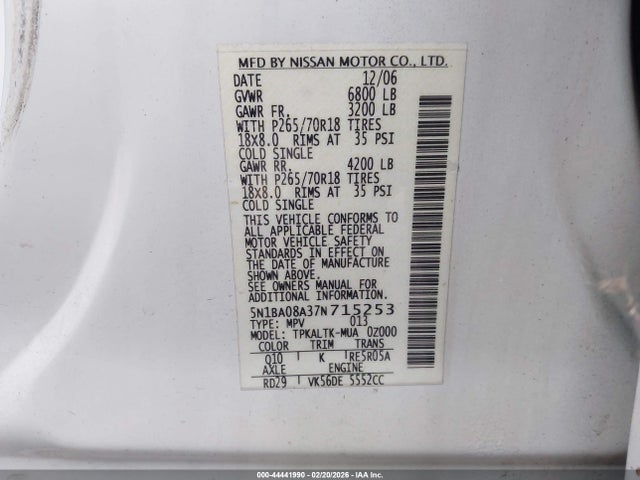 MFD BY NISSAN MOTOR CO., LTD.
DATE 12/06
GVWR 6800 LB
GAWR FR. 3200 LB
WITH P265/70R18 TIRES
18X8.0 RIMS AT 35 PSI
COLD SINGLE
GAWR RR. 4200 LB
WITH P265/70R18 TIRES
18X8.0 RIMS AT 35 PSI
COLD SINGLE
THIS VEHICLE CONFORMS TO
ALL APPLICABLE FEDERAL
MOTOR VEHICLE SAFETY
STANDARDS IN EFFECT ON
THE DATE OF MANUFACTURE
SHOWN ABOVE.
SEE OWNERS MANUAL FOR
ADDITIONAL INFORMATION
5N1BA08A37N715253
TYPE: MPV 013
MODEL: TPKALTK-MUA 0Z000
COLOR TRIM TRANS
Q10 K RE5R05A
AXLE ENGINE
RD29 VK56DE 5552CC
000-44441990 - 02/20/2026 - IAA Inc.